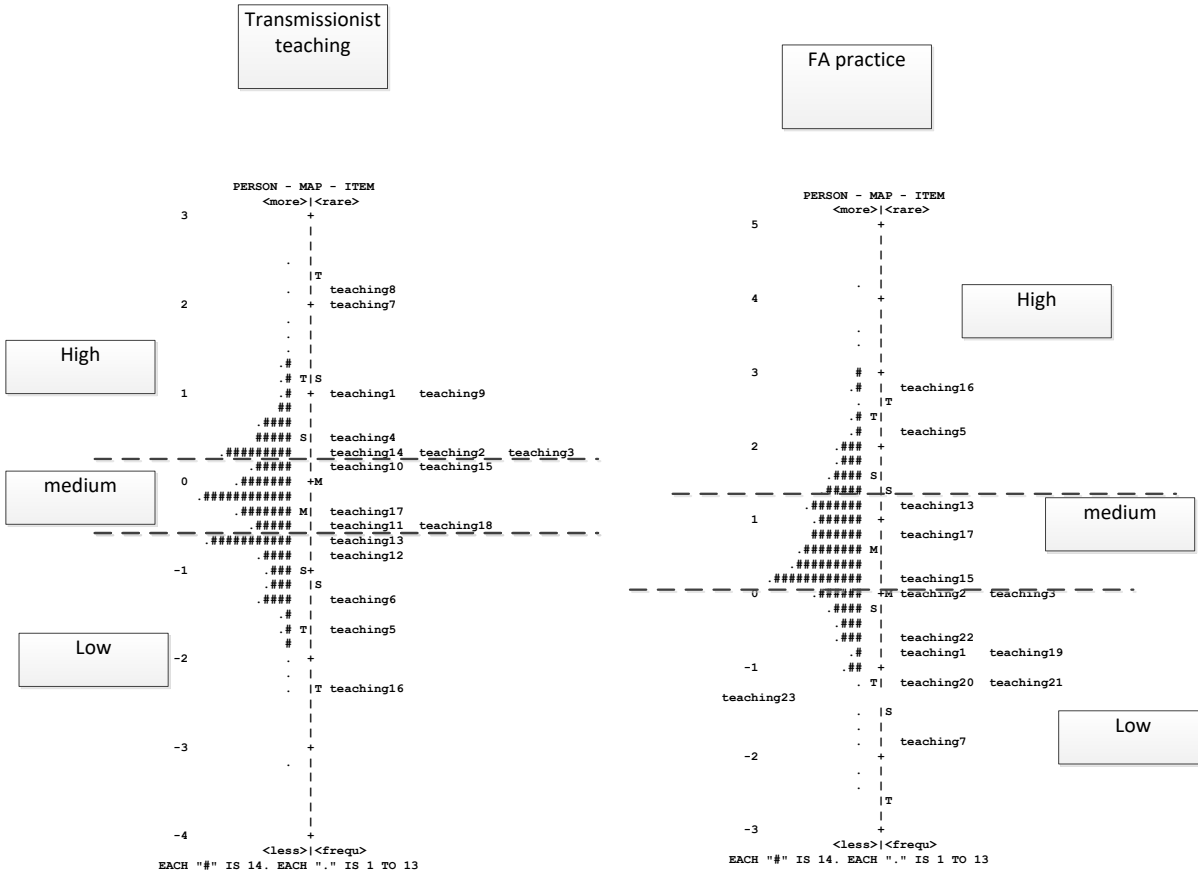 Transmissionist
teaching
PERSON - MAP - ITEM
<more>|<rare>
3 +
|
|
|
|
. |
|T
. | teaching8
2 . + teaching7
. |
. |
. |
.# |
.# T|S
1 .# + teaching1 teaching9
## |
.#### |
##### S| teaching4
.######### | teaching14 teaching2 teaching3
.##### | teaching10 teaching15
0 .####### +M
.############ |
.####### M| teaching17
.##### | teaching11 teaching18
.########### | teaching13
.#### | teaching12
-1 .### S+
.### |S
.#### | teaching6
.# |
.# T| teaching5
# |
-2 . +
. |
. |T teaching16
|
|
|
-3 +
. |
|
|
|
|
-4 +
<less>|<frequ>
EACH "#" IS 14. EACH "." IS 1 TO 13
High
medium
Low
FA practice
PERSON - MAP - ITEM
<more>|<rare>
5 +
|
|
|
. |
4 +
|
. |
. |
|
3 # +
.# | teaching16
. |T
.# T|
.# | teaching5
2 .### +
.### |
.#### S|
.##### |S
.###### | teaching13
1 .###### +
.####### | teaching17
.######## M|
.######### |
.############ | teaching15
0 .###### +M teaching2 teaching3
.#### S|
.### |
.### | teaching22
.# | teaching1 teaching19
-1 .## +
. T| teaching20 teaching21
teaching23
. |S
. |
. | teaching7
-2 +
. |
. |
|T
|
-3 +
<less>|<frequ>
EACH "#" IS 14. EACH "." IS 1 TO 13
High
medium
Low